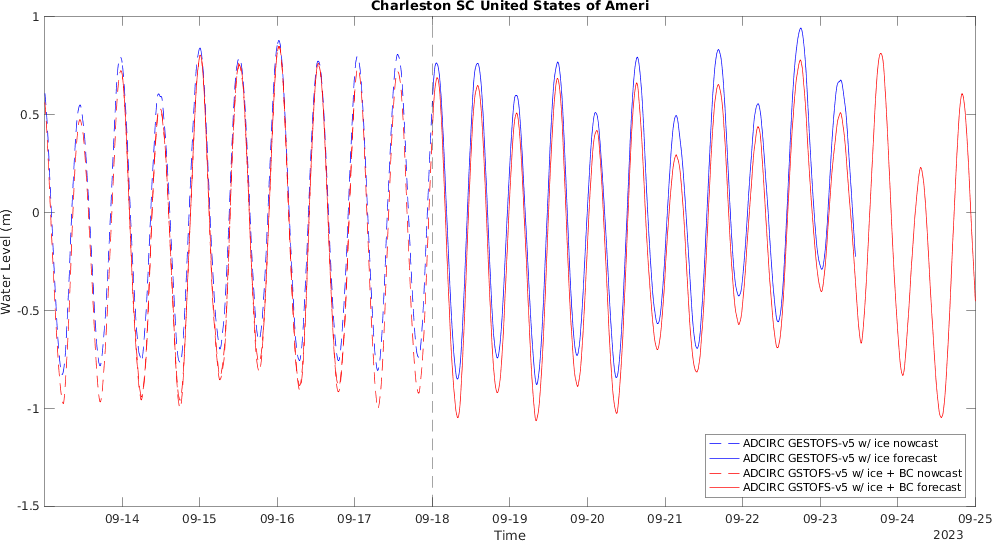 Charleston SC United States of Ameri
1
0.5
0
-0.5
-1
-1.5
Water Level (m)
09-14 09-15 09-16 09-17 09-18 09-19 09-20 09-21 09-22 09-23 09-24 09-25
Time
2023
ADCIRC GESTOFS-v5 w/ ice nowcast
ADCIRC GESTOFS-v5 w/ ice forecast
ADCIRC GSTOFS-v5 w/ ice + BC nowcast
ADCIRC GSTOFS-v5 w/ ice + BC forecast